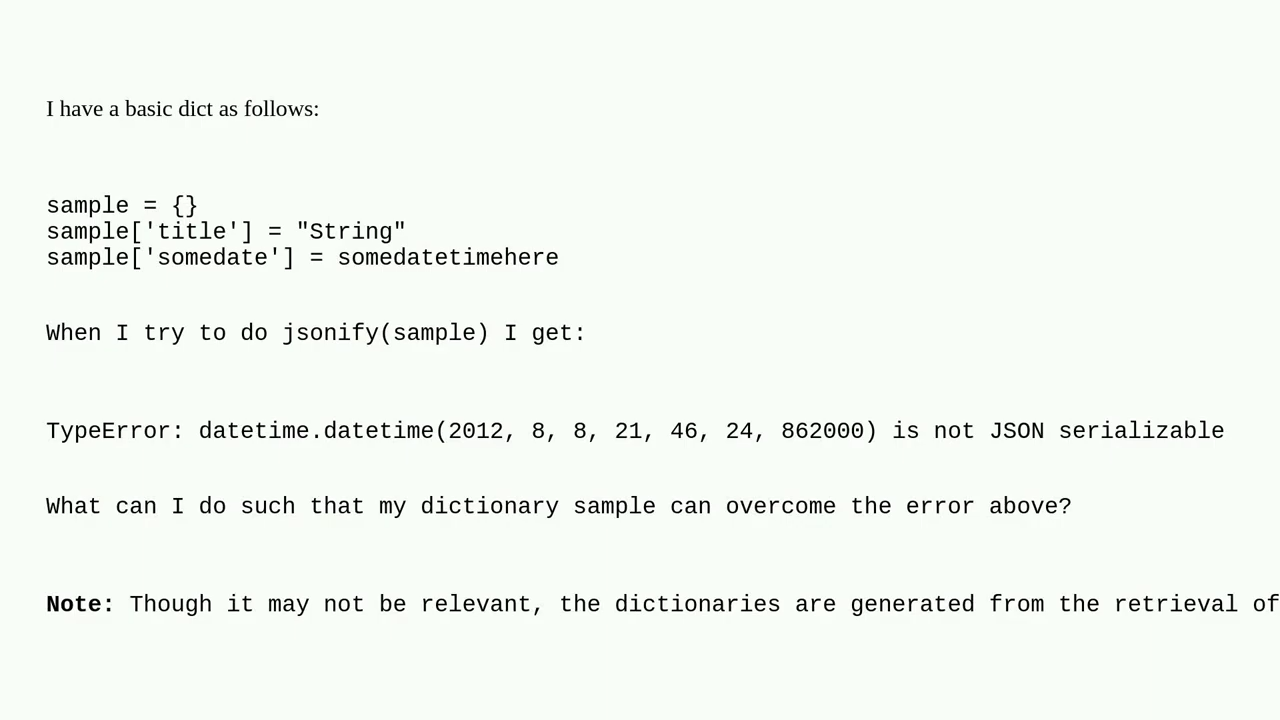 I have a basic dict as follows:
sample = {}
sample['title'] = "String"
sample['somedate'] = somedatetimehere
When I try to do jsonify(sample) I get:
TypeError: datetime.datetime(2012, 8, 8, 21, 46, 24, 862000) is not JSON serializable
What can I do such that my dictionary sample can overcome the error above?
Note: Though it may not be relevant, the dictionaries are generated from the retrieval of